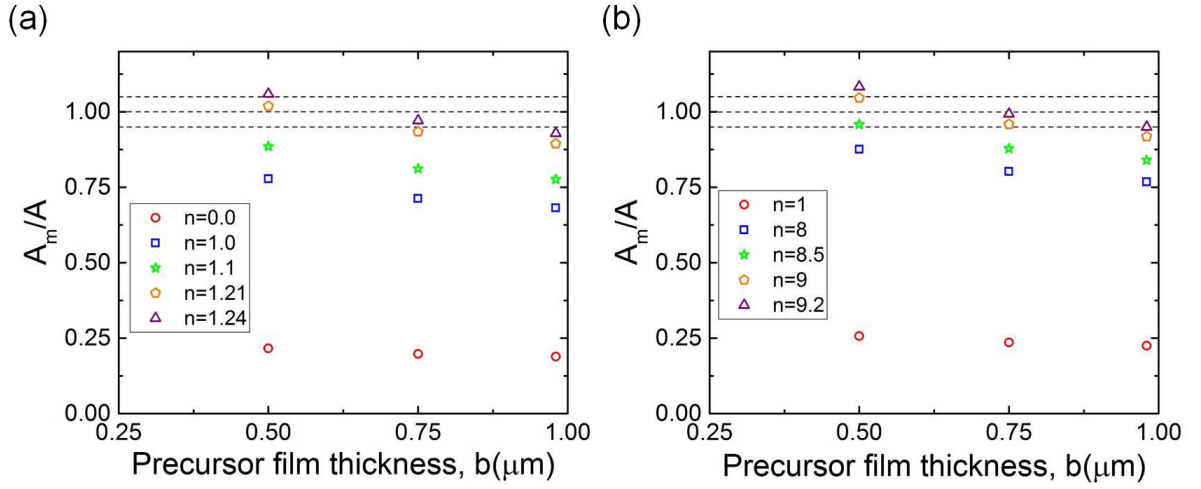 (a)
A_m/A
1.00
0.75
0.50
0.25
0.00
n=0.0
n=1.0
n=1.1
n=1.21
n=1.24
0.25 0.50 0.75 1.00
Precursor film thickness, b(μm)
(b)
A_m/A
1.00
0.75
0.50
0.25
0.00
n=1
n=8
n=8.5
n=9
n=9.2
0.25 0.50 0.75 1.00
Precursor film thickness, b(μm)